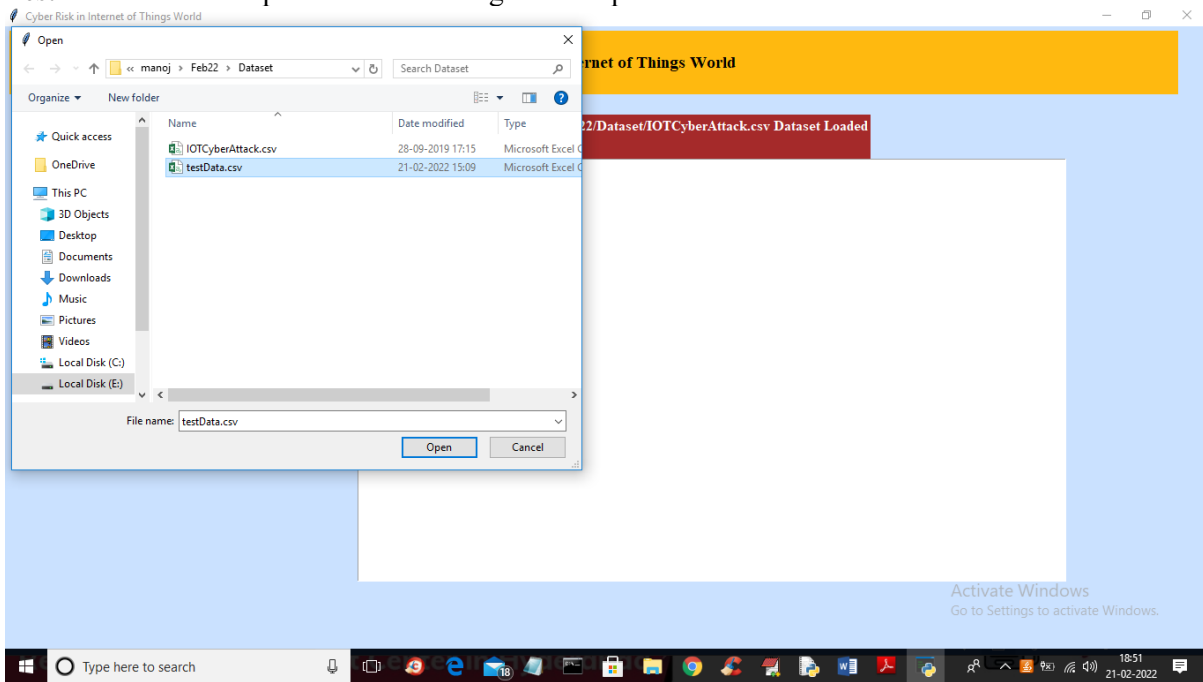 Cyber Risk in Internet of Things World
Open
« manoj > Feb22 > Dataset
Search Dataset
Organize
New folder
Name
Date modified
Type
Quick access
IOTCyberAttack.csv
28-09-2019 17:15
Microsoft Excel C
OneDrive
testData.csv
21-02-2022 15:09
Microsoft Excel C
This PC
3D Objects
Desktop
Documents
Downloads
Music
Pictures
Videos
Local Disk (C:)
Local Disk (E:)
File name:
testData.csv
Open
Cancel
rnet of Things World
22/Dataset/IOTCyberAttack.csv Dataset Loaded
Activate Windows
Go to Settings to activate Windows.
Type here to search
18
18:51
21-02-2022